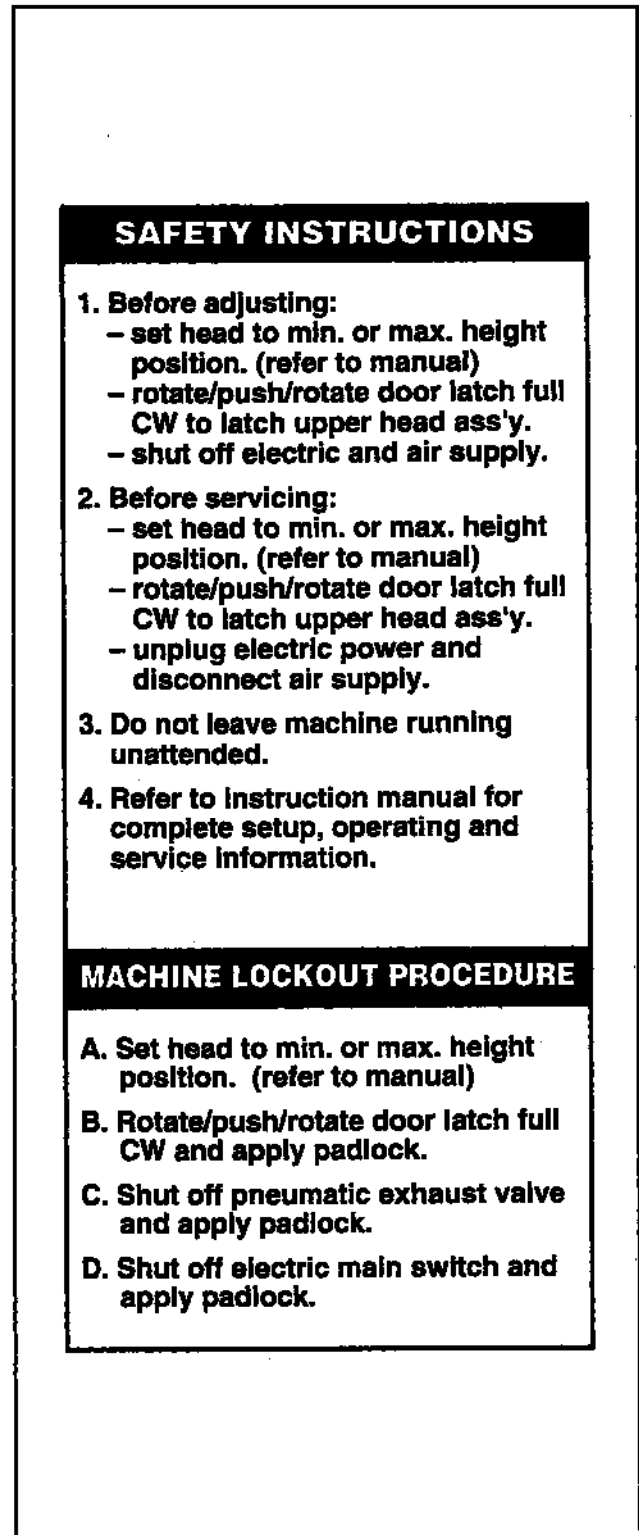 SAFETY INSTRUCTIONS
1. Before adjusting:
– set head to min. or max. height
position. (refer to manual)
– rotate/push/rotate door latch full
CW to latch upper head ass'y.
– shut off electric and air supply.
2. Before servicing:
– set head to min. or max. height
position. (refer to manual)
– rotate/push/rotate door latch full
CW to latch upper head ass'y.
– unplug electric power and
disconnect air supply.
3. Do not leave machine running
unattended.
4. Refer to instruction manual for
complete setup, operating and
service information.
MACHINE LOCKOUT PROCEDURE
A. Set head to min. or max. height
position. (refer to manual)
B. Rotate/push/rotate door latch full
CW and apply padlock.
C. Shut off pneumatic exhaust valve
and apply padlock.
D. Shut off electric main switch and
apply padlock.